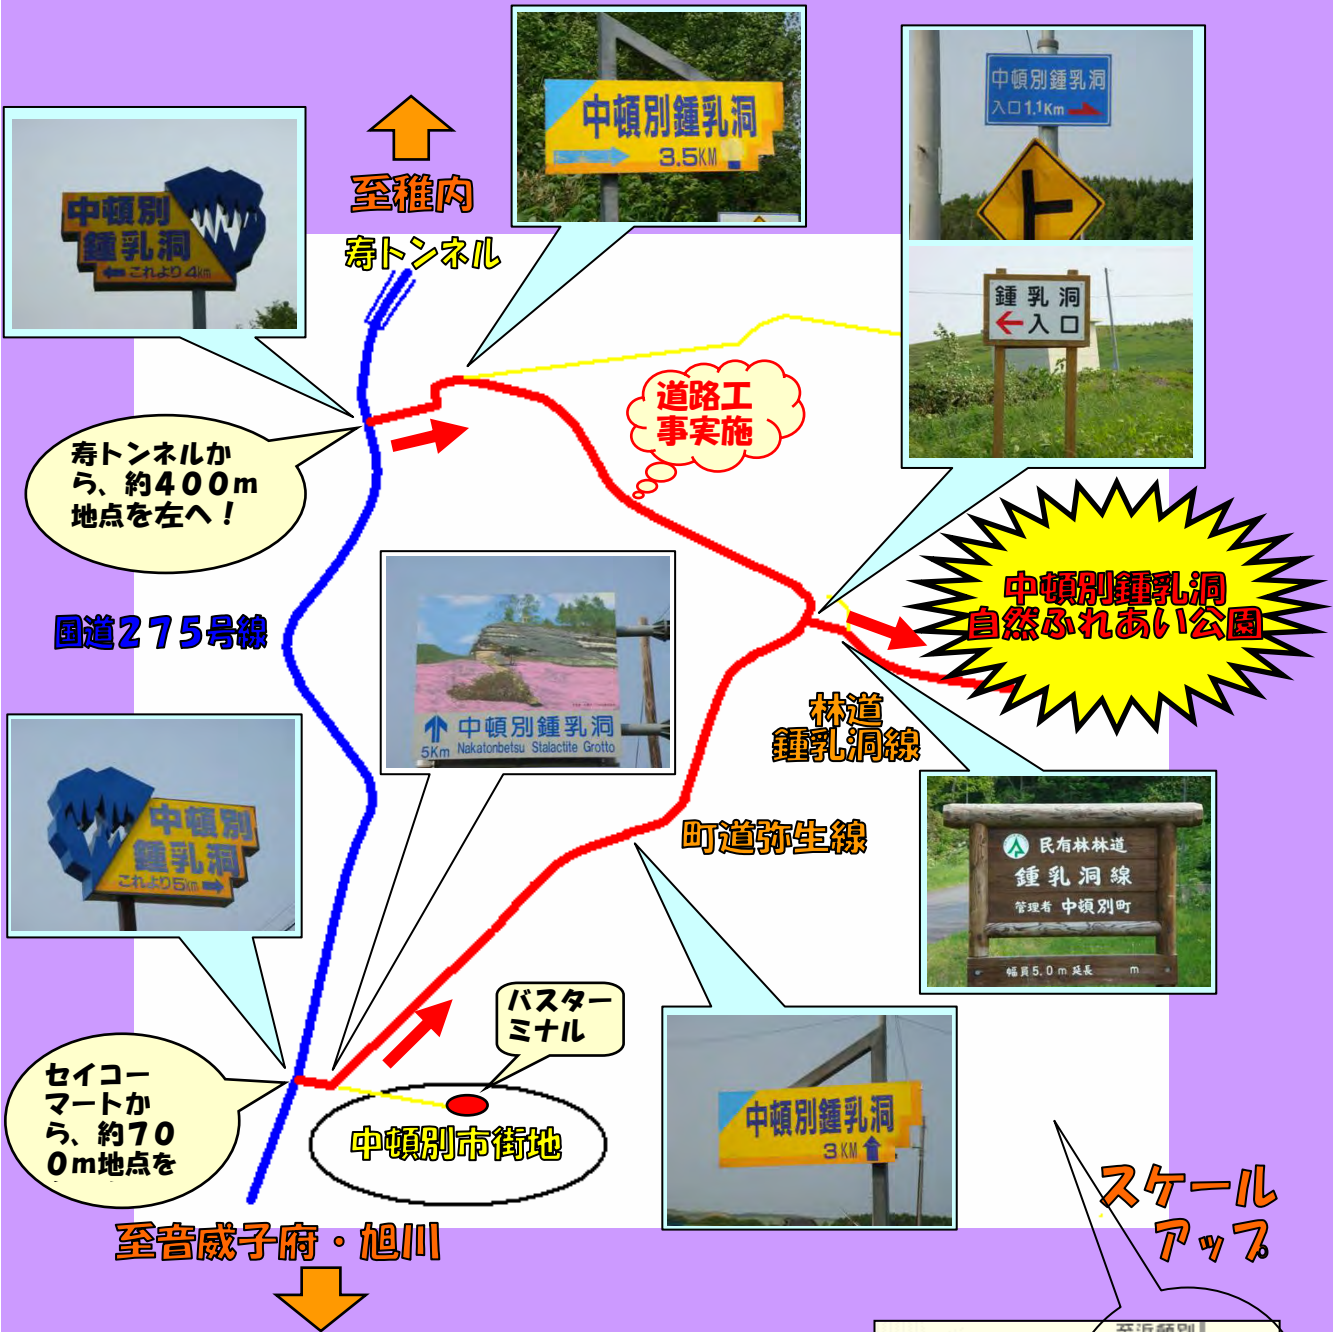 中頓別鍾乳洞
3.5KM
中頓別鍾乳洞
入口1.1Km
中頓別
鍾乳洞
これより4km
至稚内
寿トンネル
鍾乳洞
入口
道路工
事実施
寿トンネルか
ら、約400m
地点を左へ！
中頓別鍾乳洞
自然ふれあい公園
国道275号線
中頓別鍾乳洞
5Km Nakatonbetsu Stalactite Grotto
林道
鍾乳洞線
中頓別
鍾乳洞
これより5km
町道弥生線
民有林林道
鍾乳洞線
管理者 中頓別町
幅員5.0m延長 m
バスター
ミナル
セイコー
マートか
ら、約70
0m地点を
中頓別市街地
中頓別鍾乳洞
3KM
スケール
アップ
至音威子府・旭川